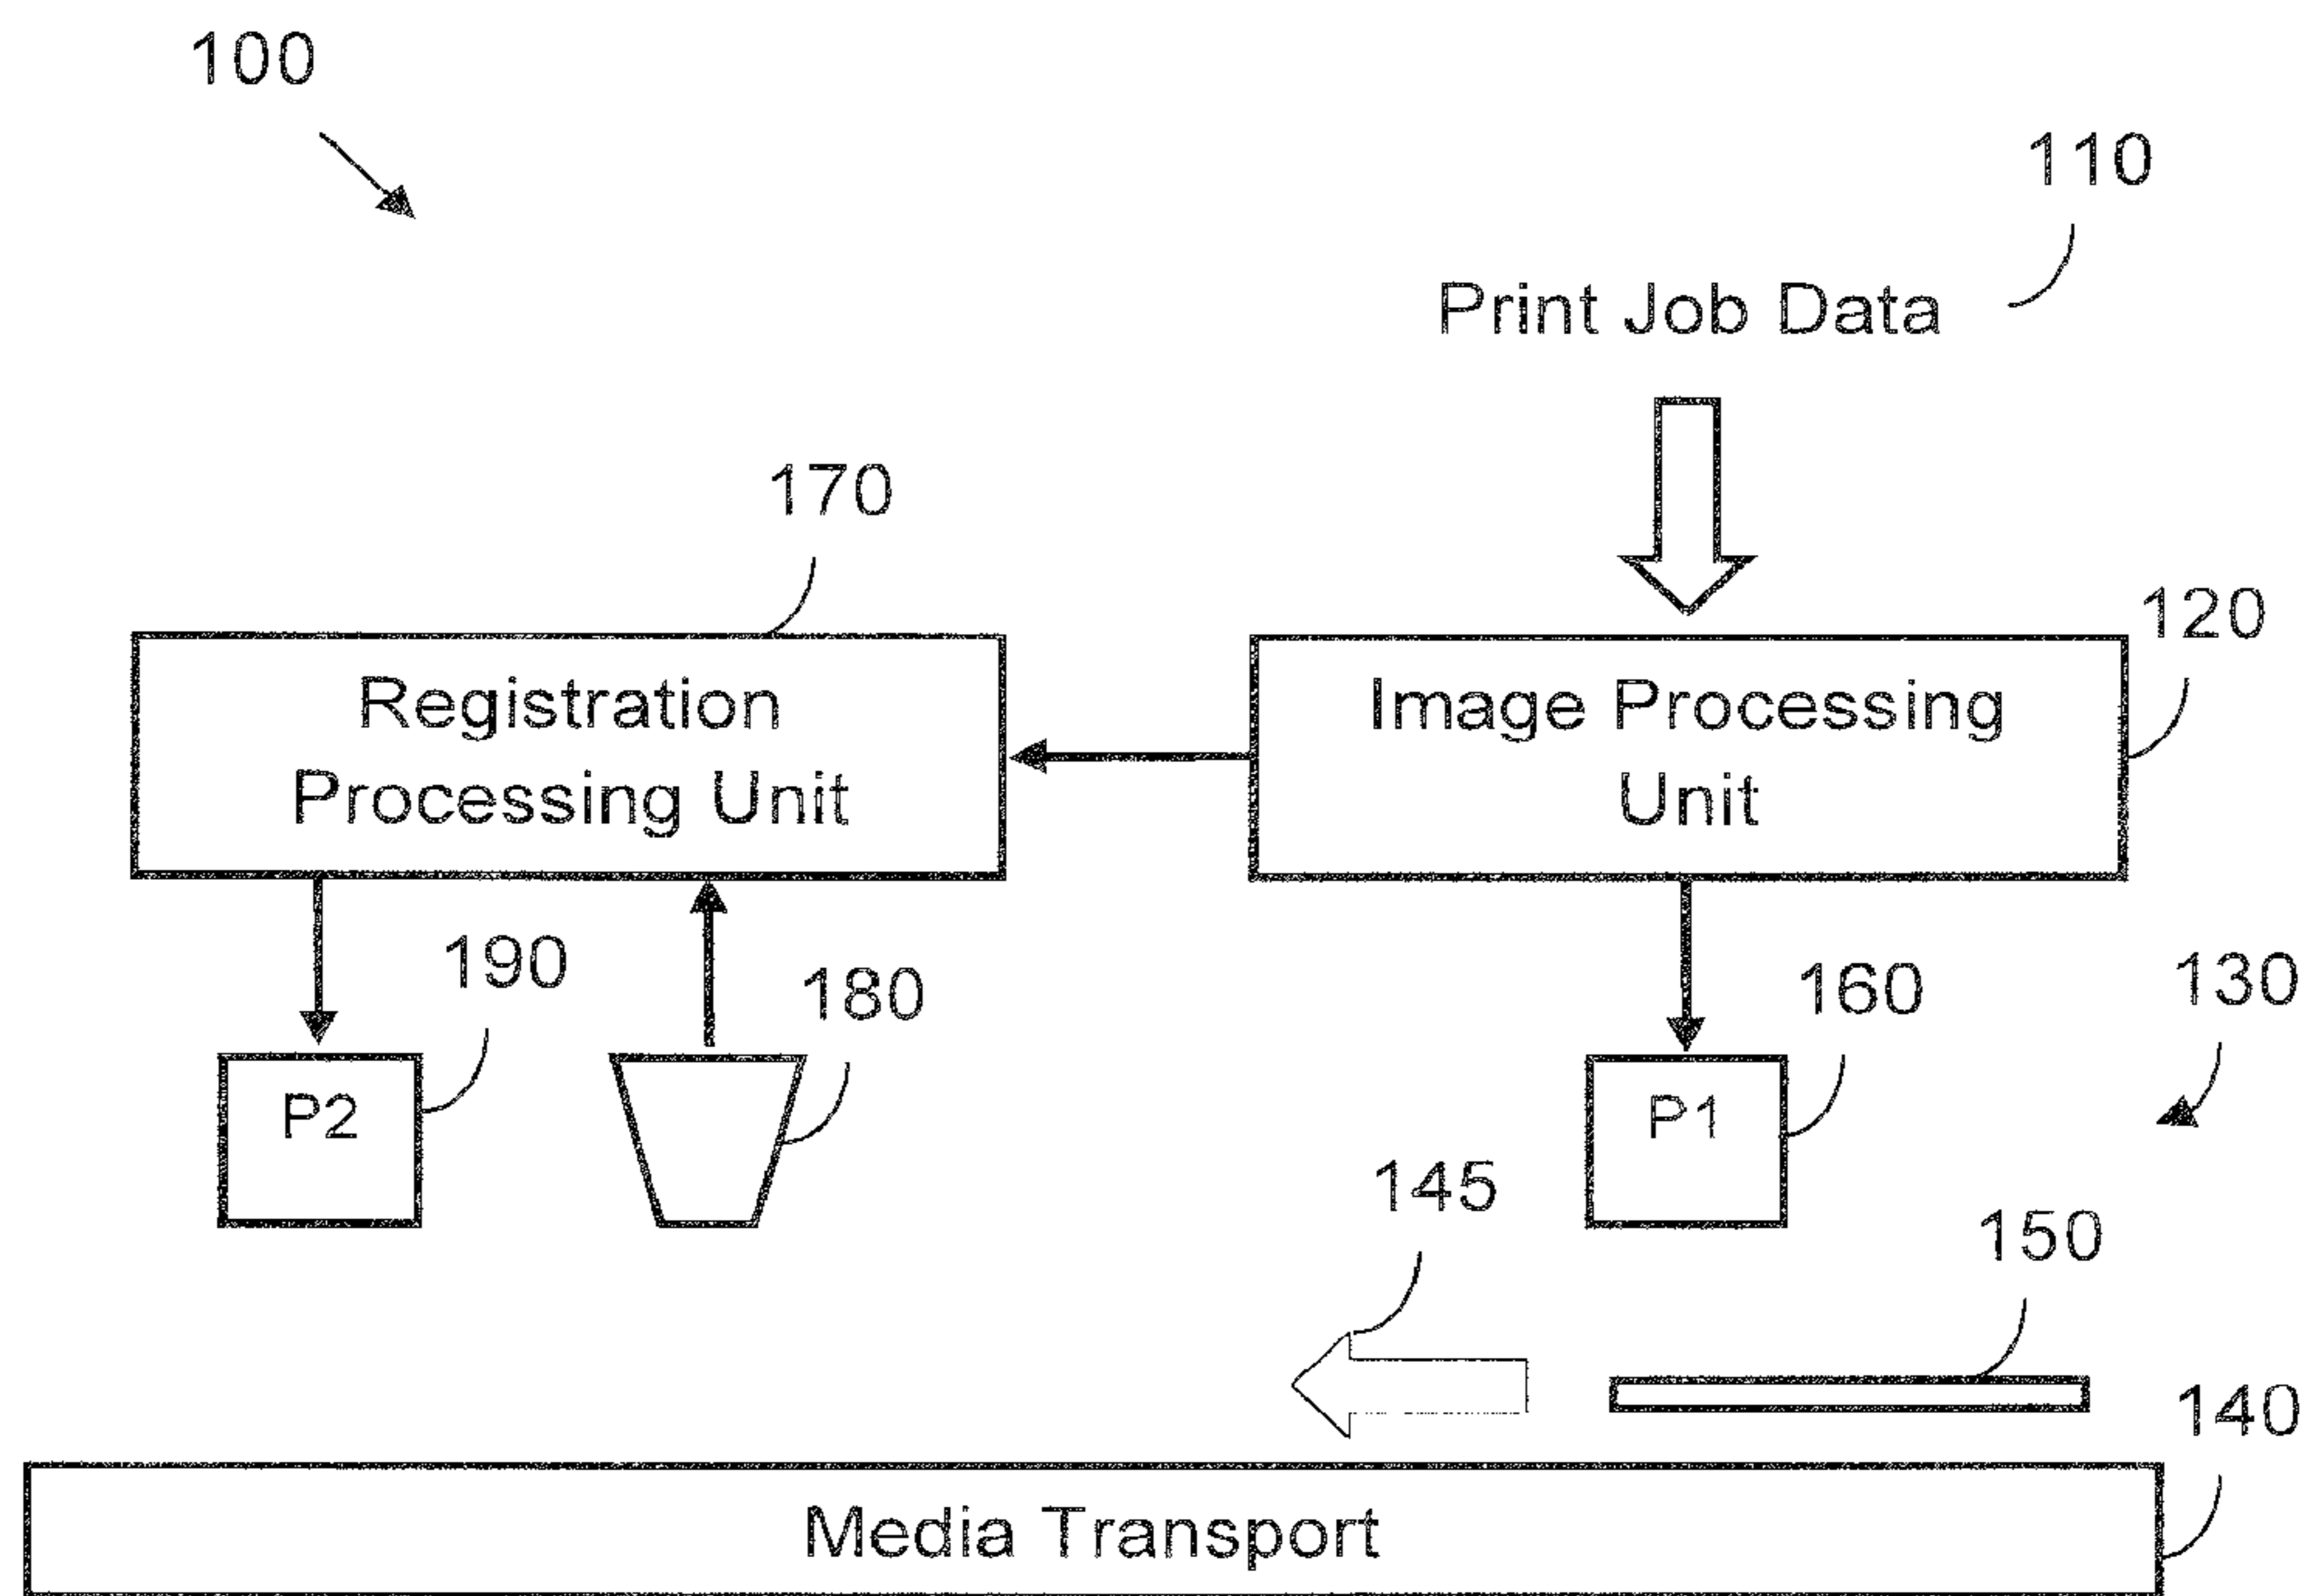 100
110
Print Job Data
170
120
Registration
Processing Unit
Image Processing
Unit
190
180
160
130
P2
P1
145
150
140
Media Transport